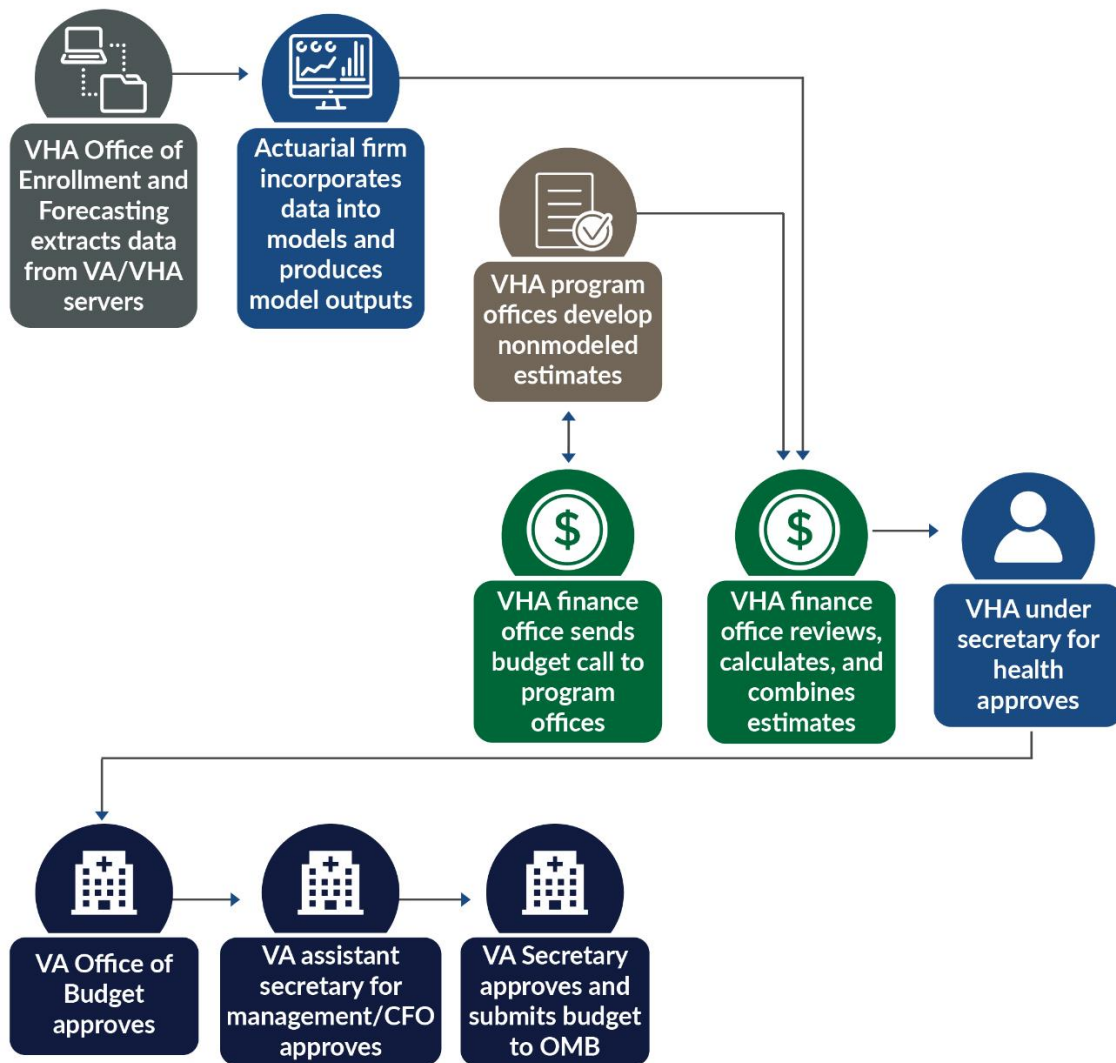 VHA Office of
Enrollment and
Forecasting
extracts data
from VA/VHA
servers
Actuarial firm
incorporates
data into
models and
produces
model outputs
VHA program
offices develop
nonmodeled
estimates
$
VHA finance
office sends
budget call to
program
offices
$
VHA finance
office reviews,
calculates, and
combines
estimates
VHA under
secretary for
health
approves
VA Office of
Budget
approves
VA assistant
secretary for
management/CFO
approves
VA Secretary
approves and
submits budget
to OMB